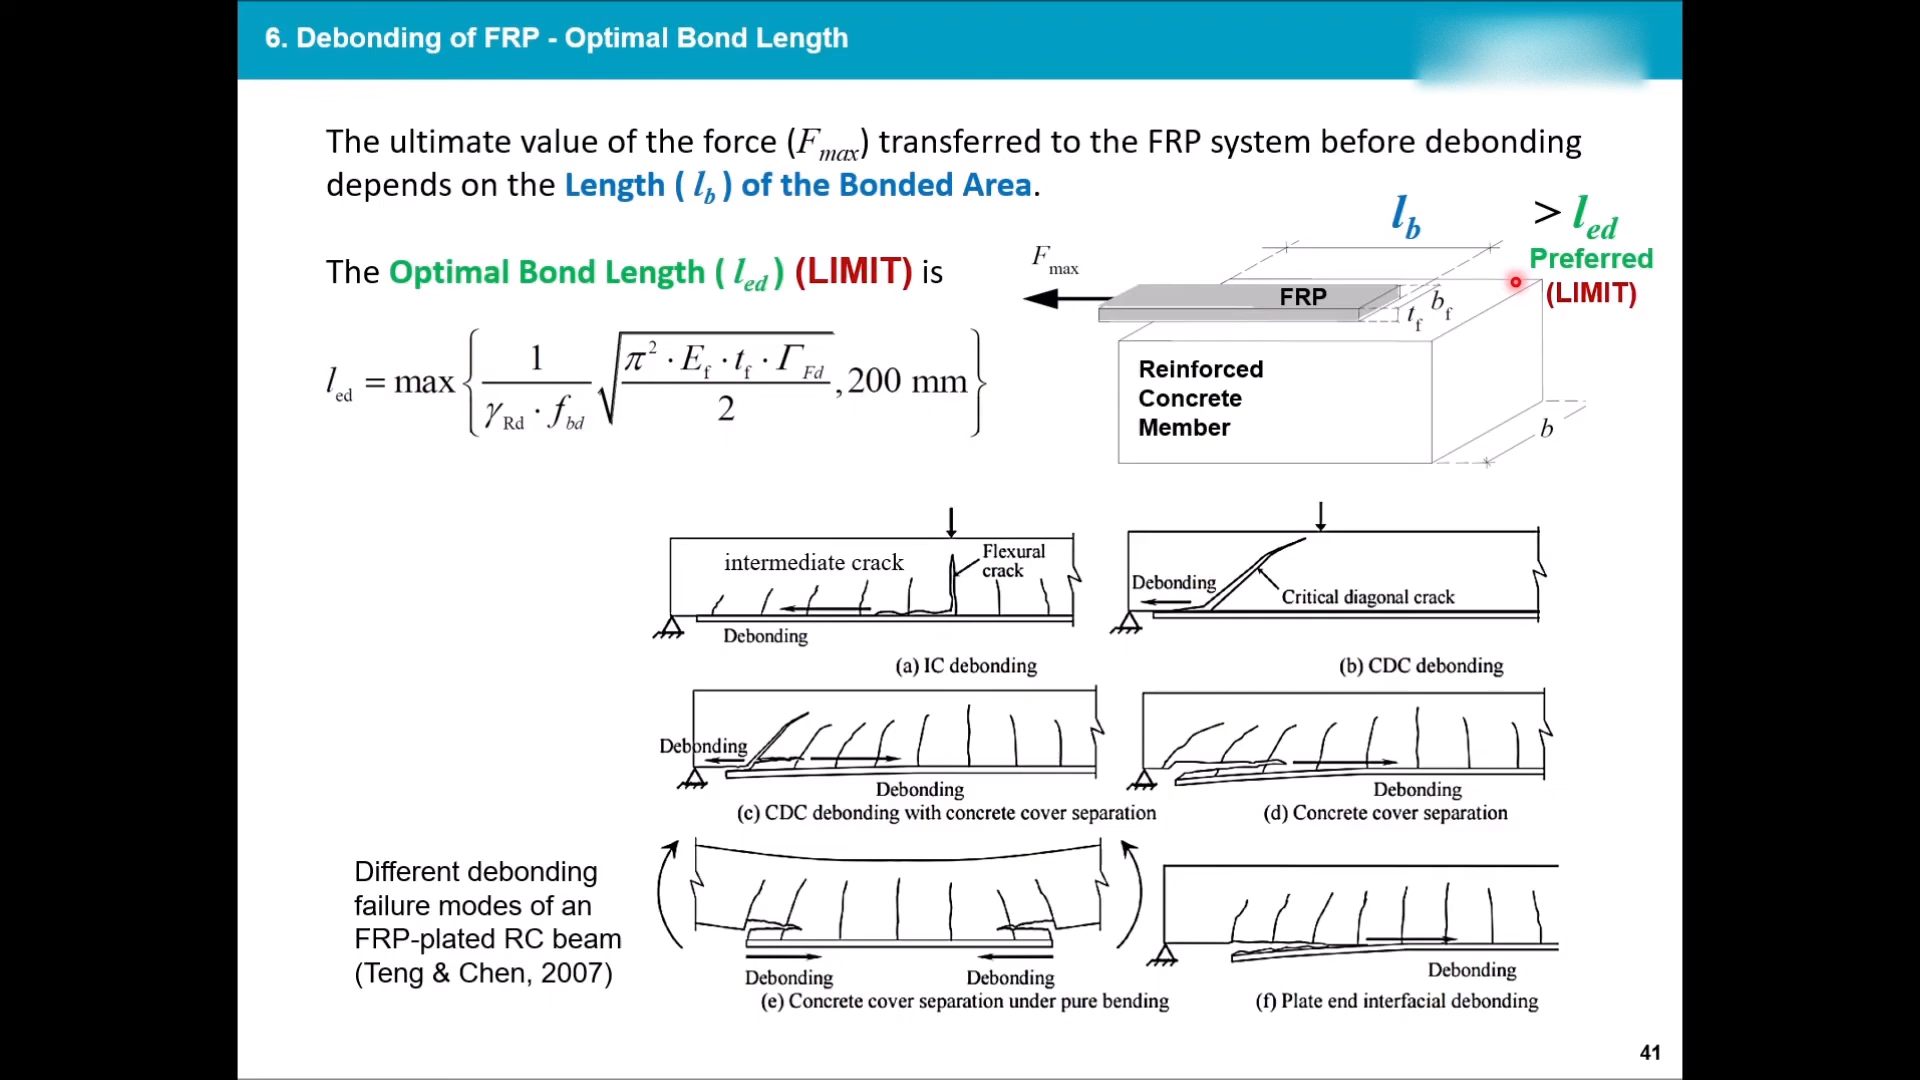 6. Debonding of FRP - Optimal Bond Length
The ultimate value of the force (Fmax) transferred to the FRP system before debonding
depends on the Length ( lb ) of the Bonded Area.
lb > led
Preferred
(LIMIT)
The Optimal Bond Length ( led ) (LIMIT) is
led = max { 1 / (γRd · fbd) √(π² · Ef · tf · ΓFd / 2) , 200 mm }
Fmax
FRP
bf
tf
Reinforced
Concrete
Member
b
intermediate crack
Flexural
crack
Debonding
(a) IC debonding
Debonding
Critical diagonal crack
(b) CDC debonding
Debonding
Debonding
(c) CDC debonding with concrete cover separation
Debonding
(d) Concrete cover separation
Different debonding
failure modes of an
FRP-plated RC beam
(Teng & Chen, 2007)
Debonding Debonding
(e) Concrete cover separation under pure bending
Debonding
(f) Plate end interfacial debonding
41